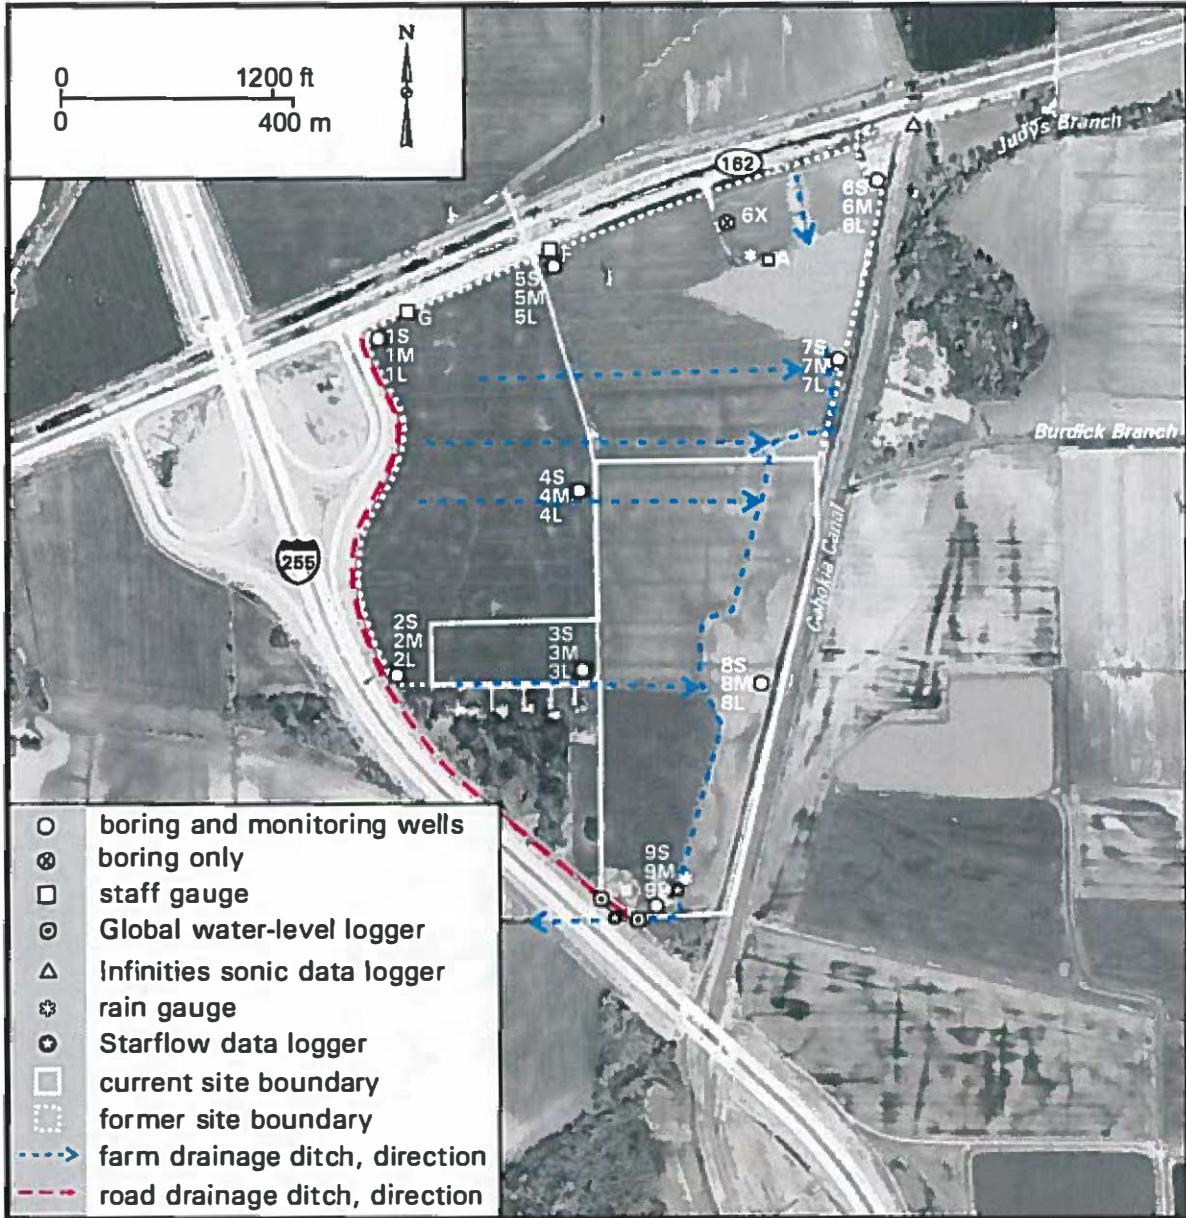 N
0 1200 ft
0 400 m
Judys Branch
162
6S
6M
6L
6X
A
F
5S
5M
5L
G
1S
1M
1L
7S
7M
7L
Burdick Branch
4S
4M
4L
255
Cahokia Canal
2S
2M
2L
3S
3M
3L
8S
8M
8L
9S
9M
boring and monitoring wells
boring only
staff gauge
Global water-level logger
Infinities sonic data logger
rain gauge
Starflow data logger
current site boundary
former site boundary
farm drainage ditch, direction
road drainage ditch, direction